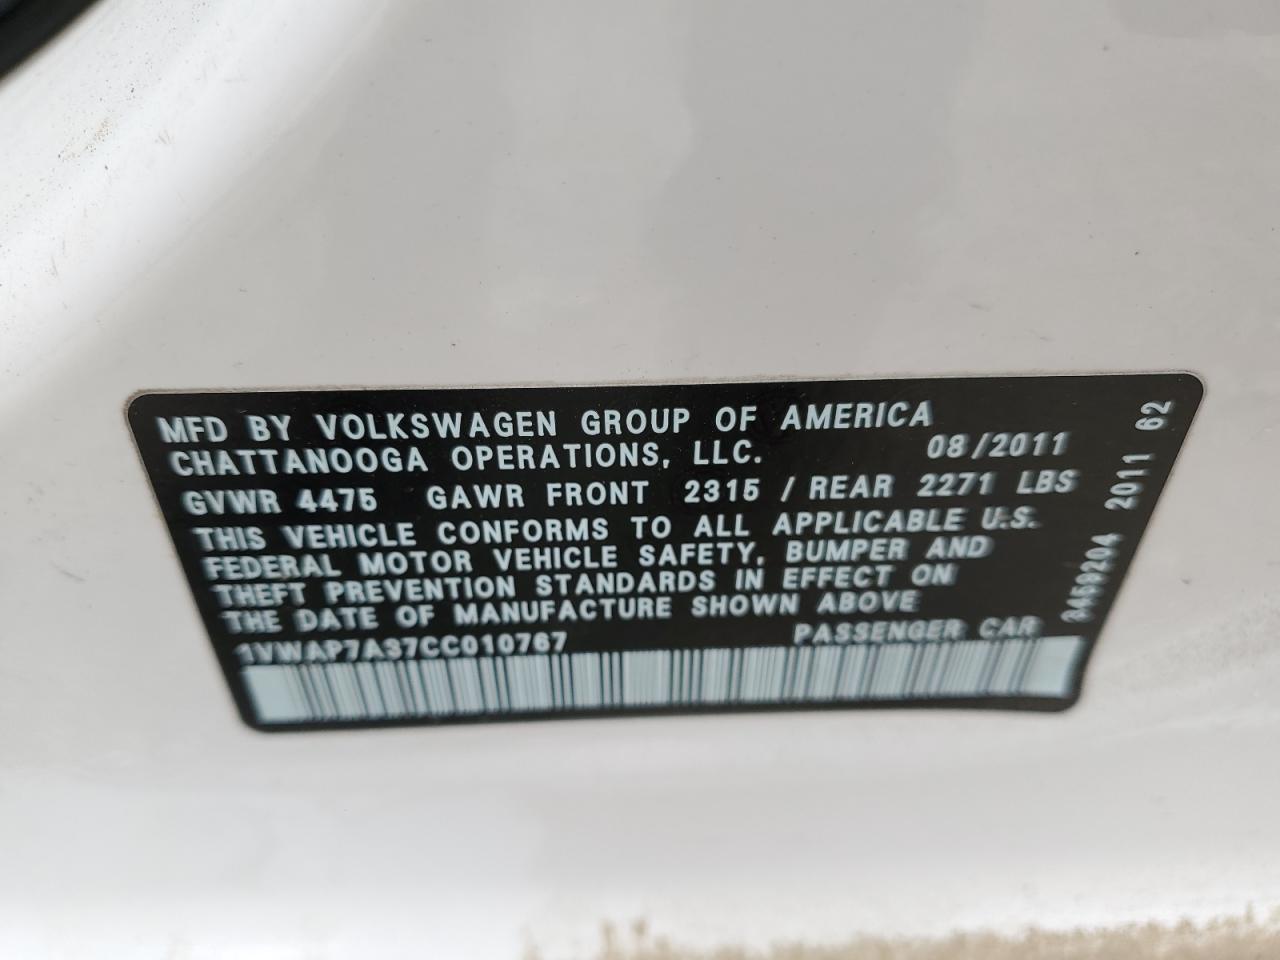 MFD BY VOLKSWAGEN GROUP OF AMERICA
CHATTANOOGA OPERATIONS, LLC. 08/2011
GVWR 4475 GAWR FRONT 2315 / REAR 2271 LBS
THIS VEHICLE CONFORMS TO ALL APPLICABLE U.S.
FEDERAL MOTOR VEHICLE SAFETY, BUMPER AND
THEFT PREVENTION STANDARDS IN EFFECT ON
THE DATE OF MANUFACTURE SHOWN ABOVE
1VWAP7A37CC010767 PASSENGER CAR
3459204 2011 62